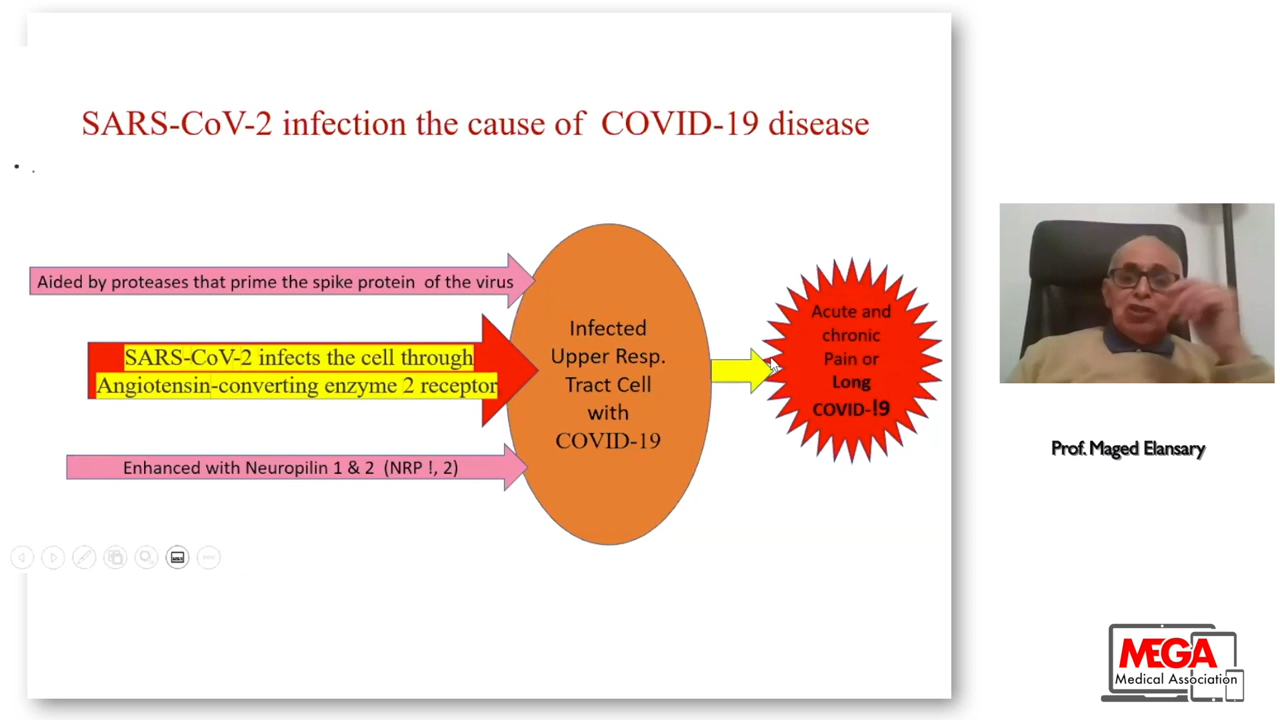 SARS-CoV-2 infection the cause of COVID-19 disease
Aided by proteases that prime the spike protein of the virus
SARS-CoV-2 infects the cell through
Angiotensin-converting enzyme 2 receptor
Enhanced with Neuropilin 1 & 2 (NRP !, 2)
Infected
Upper Resp.
Tract Cell
with
COVID-19
Acute and
chronic
Pain or
Long
COVID-!9
Prof. Maged Elansary
MEGA
Medical Association